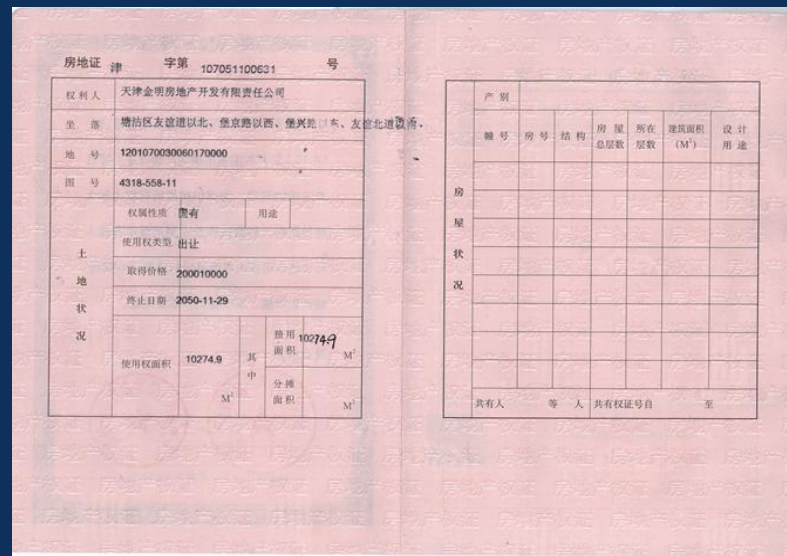 房地证 津 字第 107051100631 号
权利人 天津金明房地产开发有限责任公司
坐 落 塘沽区友谊道以北、堡京路以西、堡兴路以东、友谊北道以南。
地 号 1201070030060170000
图 号 4318-558-11
土地状况
权属性质 国有 用途
使用权类型 出让
取得价格 200010000
终止日期 2050-11-29
使用权面积 10274.9 M²
其中
独用面积 10274.9 M²
分摊面积 M²
房屋状况
产 别
幢 号 房 号 结 构 房屋总层数 所在层数 建筑面积(M²) 设计用途
共有人 等 人 共有权证号自 至